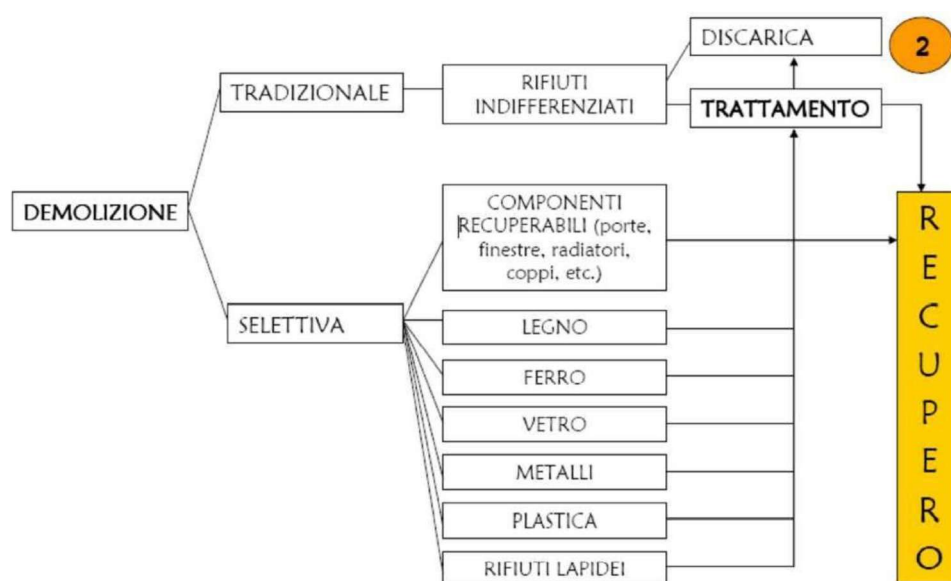 DISCARICA
2
TRADIZIONALE
RIFIUTI
INDIFFERENZIATI
TRATTAMENTO
DEMOLIZIONE
COMPONENTI
RECUPERABILI (porte,
finestre, radiatori,
coppi, etc.)
SELETTIVA
LEGNO
FERRO
VETRO
METALLI
PLASTICA
RIFIUTI LAPIDEI
R
E
C
U
P
E
R
O